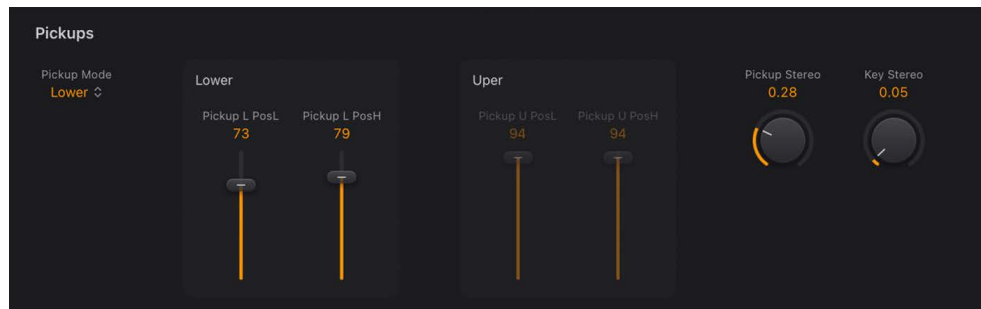 Pickups
Pickup Mode
Lower
Lower
Pickup L PosL
73
Pickup L PosH
79
Uper
Pickup U PosL
94
Pickup U PosH
94
Pickup Stereo
0.28
Key Stereo
0.05